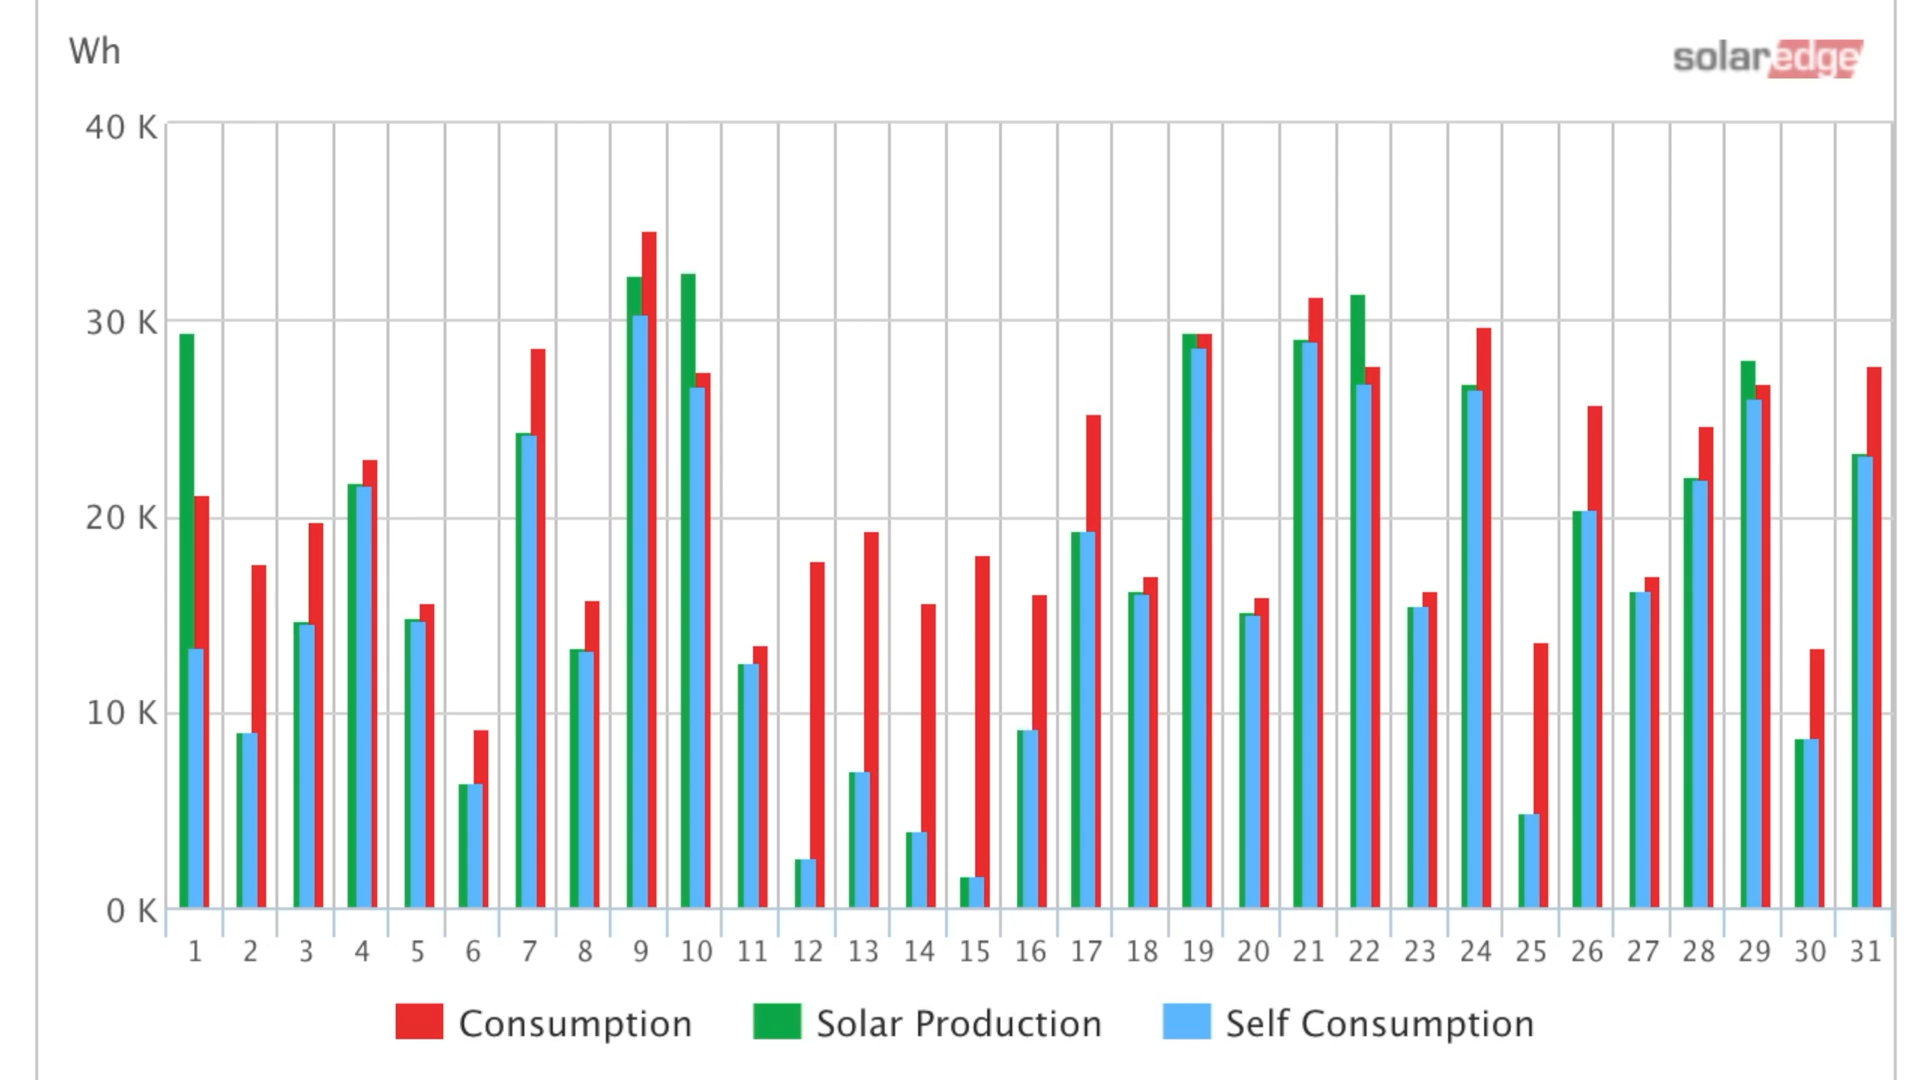 Wh
solaredge
40 K
30 K
20 K
10 K
0 K
1 2 3 4 5 6 7 8 9 10 11 12 13 14 15 16 17 18 19 20 21 22 23 24 25 26 27 28 29 30 31
Consumption Solar Production Self Consumption